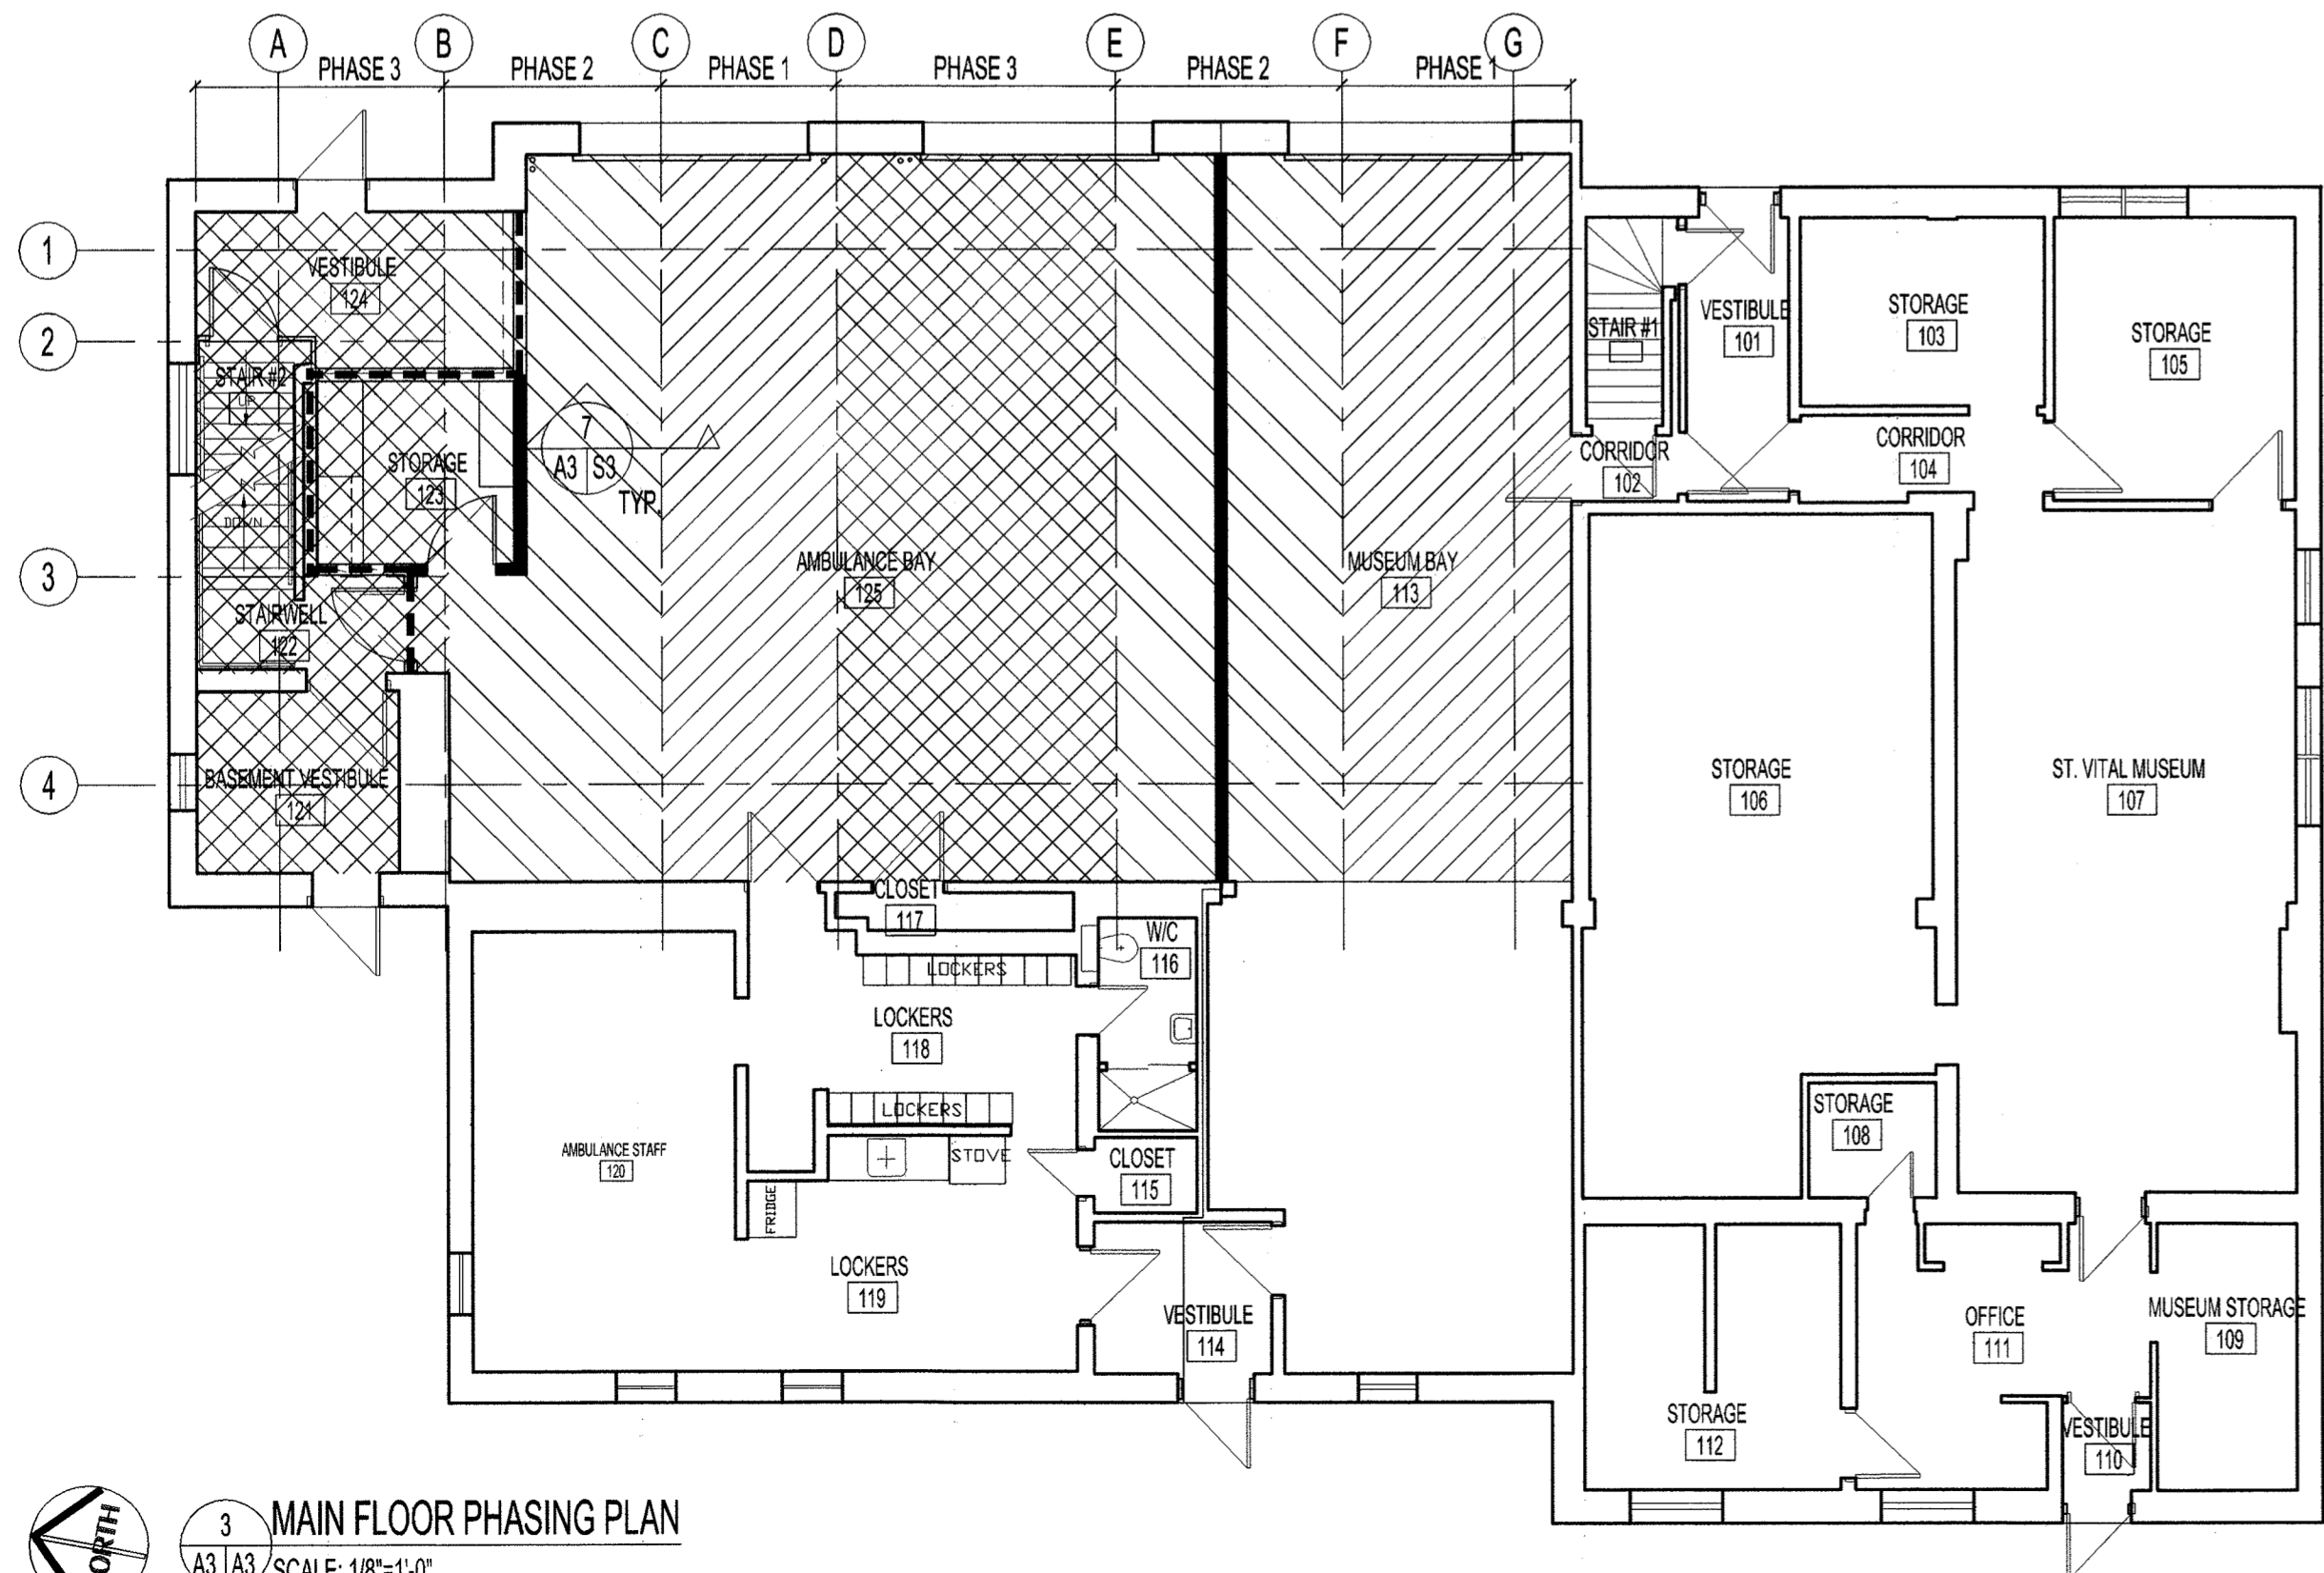 A B C D E F G
PHASE 3 PHASE 2 PHASE 1 PHASE 3 PHASE 2 PHASE 1
1
2
3
4
VESTIBULE
124
STAIR #2
UP
DOWN
STORAGE
123
7
A3 S3
TYP.
STAIRWELL
122
BASEMENT VESTIBULE
121
AMBULANCE BAY
125
MUSEUM BAY
113
STAIR #1
VESTIBULE
101
CORRIDOR
102
STORAGE
103
CORRIDOR
104
STORAGE
105
STORAGE
106
ST. VITAL MUSEUM
107
CLOSET
117
W/C
116
LOCKERS
LOCKERS
118
LOCKERS
STOVE
CLOSET
115
AMBULANCE STAFF
120
FRIDGE
LOCKERS
119
VESTIBULE
114
STORAGE
108
STORAGE
112
OFFICE
111
MUSEUM STORAGE
109
VESTIBULE
110
3
A3 A3
MAIN FLOOR PHASING PLAN
SCALE: 1/8"=1'-0"